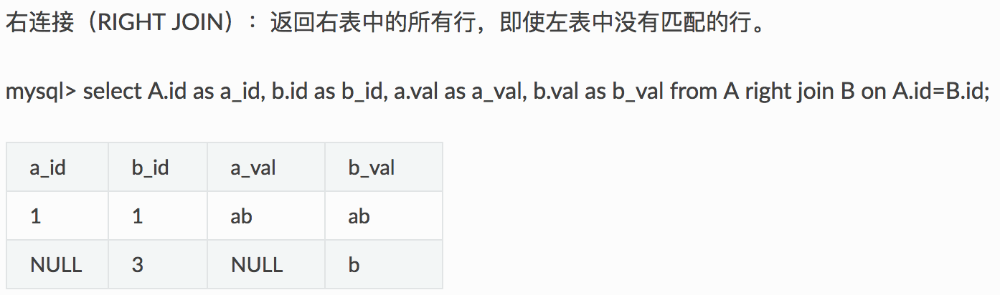 右连接（RIGHT JOIN）：返回右表中的所有行，即使左表中没有匹配的行。
mysql> select A.id as a_id, b.id as b_id, a.val as a_val, b.val as b_val from A right join B on A.id=B.id;
a_id b_id a_val b_val
1 1 ab ab
NULL 3 NULL b